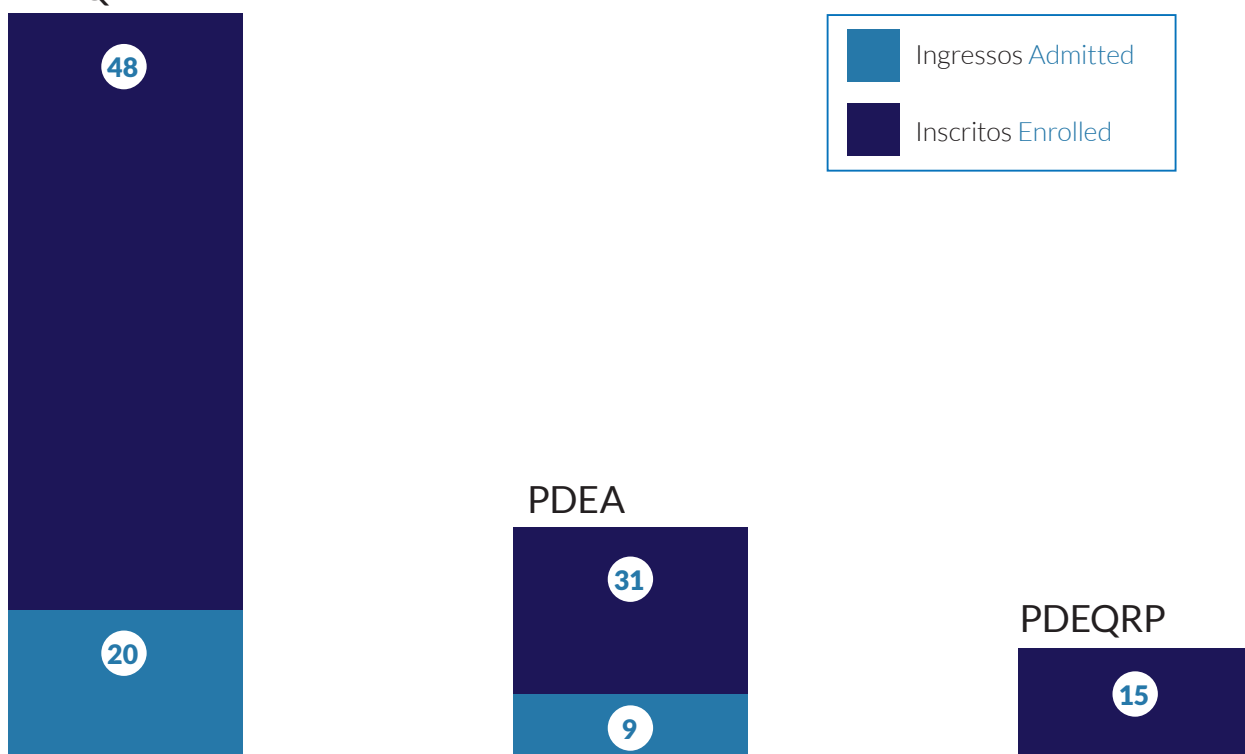 48
Ingressos Admitted
Inscritos Enrolled
20
PDEA
31
9
PDEQRP
15